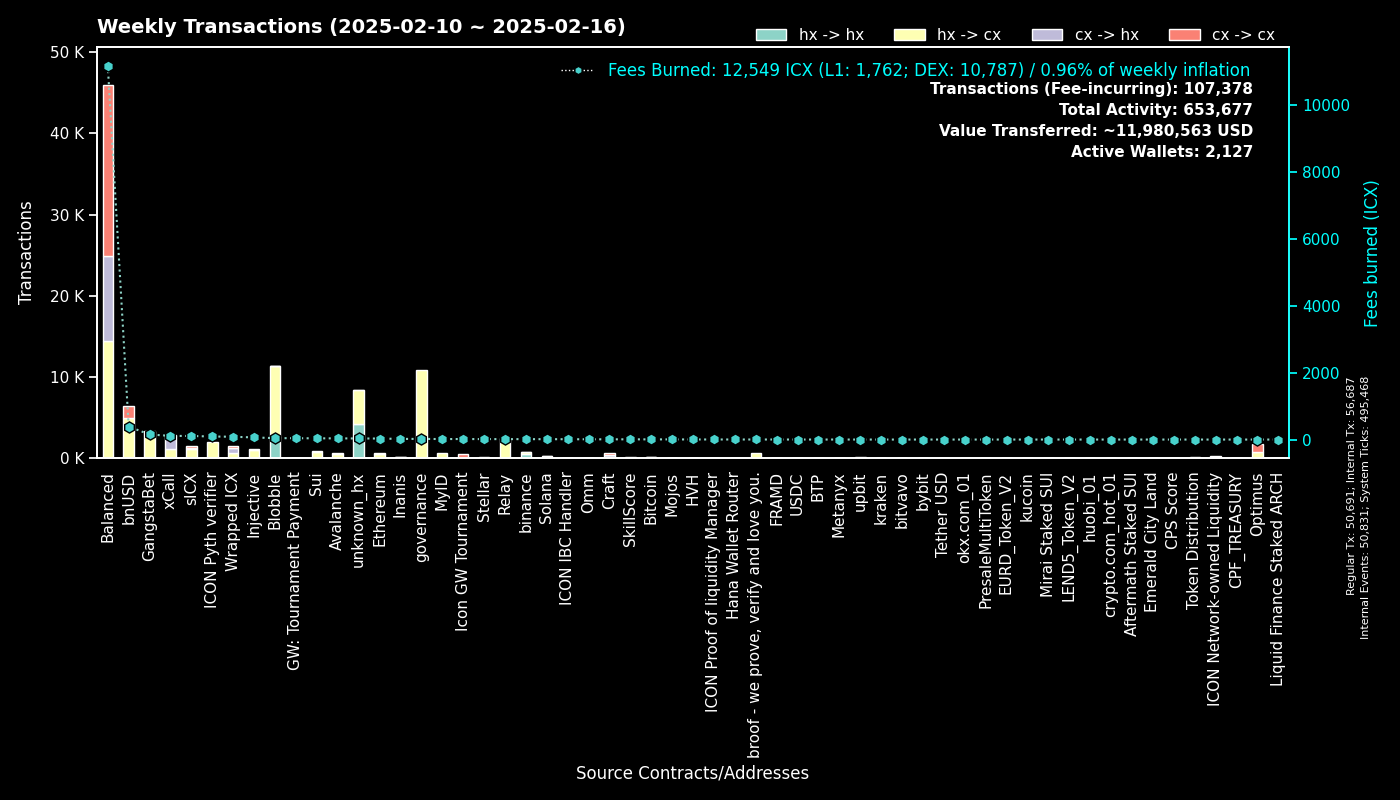 Weekly Transactions (2025-02-10 ~ 2025-02-16)
hx -> hx
hx -> cx
cx -> hx
cx -> cx
Fees Burned: 12,549 ICX (L1: 1,762; DEX: 10,787) / 0.96% of weekly inflation
Transactions (Fee-incurring): 107,378
Total Activity: 653,677
Value Transferred: ~11,980,563 USD
Active Wallets: 2,127
Transactions
50 K
40 K
30 K
20 K
10 K
0 K
10000
8000
6000
4000
2000
0
Fees burned (ICX)
Regular Tx: 50,691; Internal Tx: 56,687
Internal Events: 50,831; System Ticks: 495,468
Balanced
bnUSD
GangstaBet
xCall
sICX
ICON Pyth verifier
Wrapped ICX
Injective
Blobble
GW: Tournament Payment
Sui
Avalanche
unknown_hx
Ethereum
Inanis
governance
MyID
Icon GW Tournament
Stellar
Relay
binance
Solana
ICON IBC Handler
Omm
Craft
SkillScore
Bitcoin
Mojos
HVH
ICON Proof of liquidity Manager
Hana Wallet Router
broof - we prove, verify and love you.
FRAMD
USDC
BTP
Metanyx
upbit
kraken
bitvavo
bybit
Tether USD
okx.com_01
PresaleMultiToken
EURD_Token_V2
kucoin
Mirai Staked SUI
LEND5_Token_V2
huobi_01
crypto.com_hot_01
Aftermath Staked SUI
Emerald City Land
CPS Score
Token Distribution
ICON Network-owned Liquidity
CPF_TREASURY
Optimus
Liquid Finance Staked ARCH
Source Contracts/Addresses